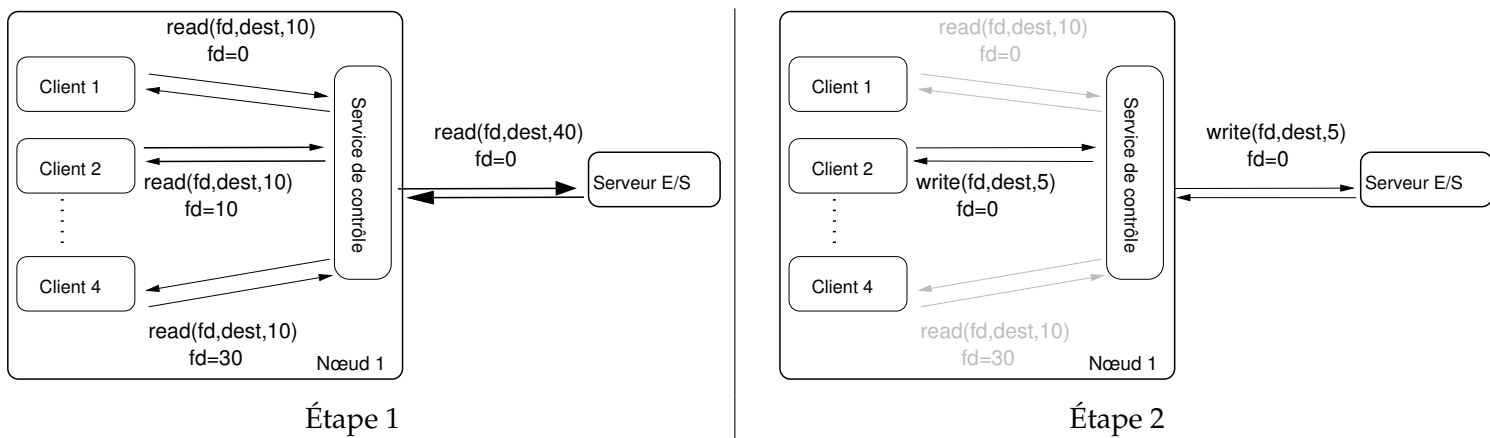 read(fd,dest,10)
fd=0
Client 1
Client 2
read(fd,dest,10)
fd=10
Client 4
read(fd,dest,10)
fd=30
Service de contrôle
Nœud 1
read(fd,dest,40)
fd=0
Serveur E/S
Étape 1
read(fd,dest,10)
fd=0
Client 1
Client 2
write(fd,dest,5)
fd=0
Client 4
read(fd,dest,10)
fd=30
Service de contrôle
Nœud 1
write(fd,dest,5)
fd=0
Serveur E/S
Étape 2